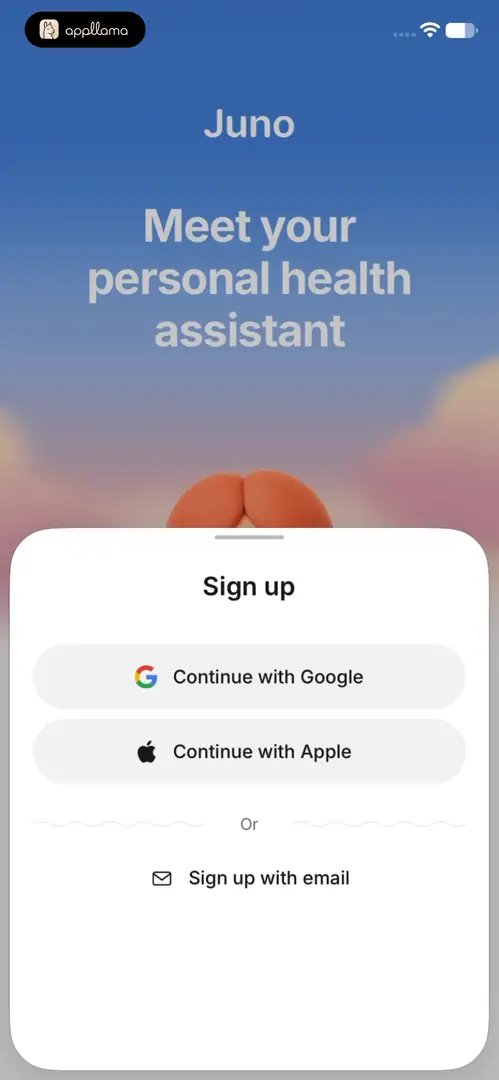 appllama
Juno
Meet your
personal health
assistant
Sign up
Continue with Google
Continue with Apple
Or
Sign up with email